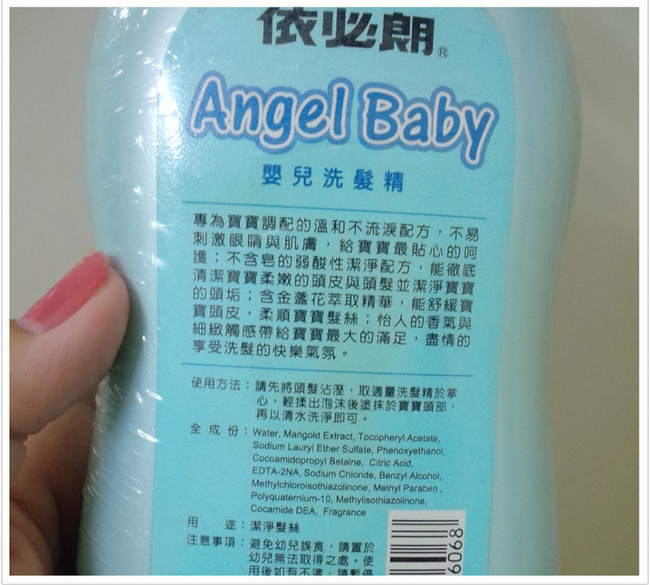 依必朗®
Angel Baby
嬰兒洗髮精
專為寶寶調配的溫和不流淚配方,不易
刺激眼睛與肌膚,給寶寶最貼心的呵
護;不含皂的弱酸性潔淨配方,能徹底
清潔寶寶柔嫩的頭皮與頭髮並潔淨寶寶
的頭垢;含金盞花萃取精華,能舒緩寶
寶頭皮,柔順寶寶髮絲;怡人的香氣與
細緻觸感帶給寶寶最大的滿足,盡情的
享受洗髮的快樂氣氛。
使用方法:請先將頭髮沾溼,取適量洗髮精於掌
心,輕揉出泡沫後塗抹於寶寶頭部,
再以清水洗淨即可。
全成份:Water, Marigold Extract, Tocopheryl Acetate,
Sodium Lauryl Ether Sulfate, Phenoxyethanol,
Cocoamidopropyl Betaine, Citric Acid,
EDTA-2NA, Sodium Chloride, Benzyl Alcohol,
Methylchloroisothiazolinone, Methyl Paraben,
Polyquaternium-10, Methylisothiazolinone,
Cocamide DEA, Fragrance
用途:潔淨髮絲
注意事項:避免幼兒誤食,請置於
幼兒無法取得之處。使
用後如有不適,請暫停
6068